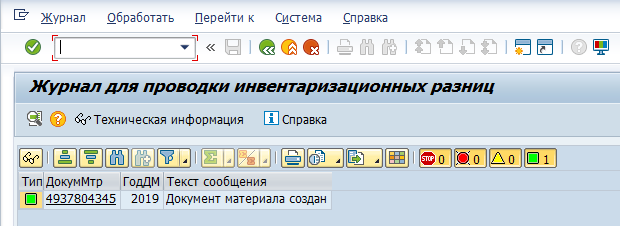 Журнал Обработать Перейти к Система Справка
Журнал для проводки инвентаризационных разниц
Техническая информация Справка
STOP 0 0 0 1
Тип ДокумМтр ГодДМ Текст сообщения
4937804345 2019 Документ материала создан